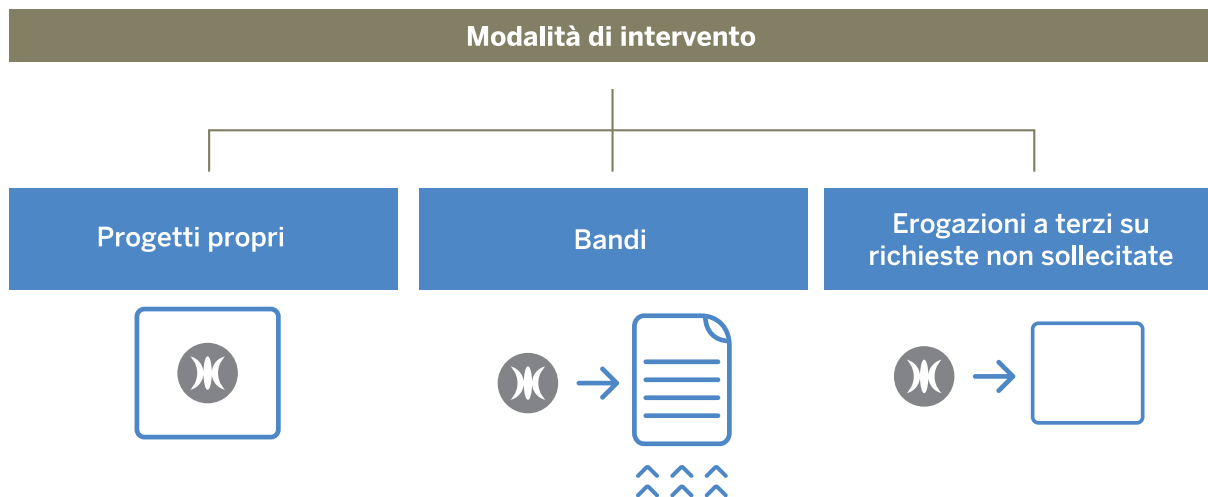 Modalità di intervento
Progetti propri
Bandi
Erogazioni a terzi su
richieste non sollecitate